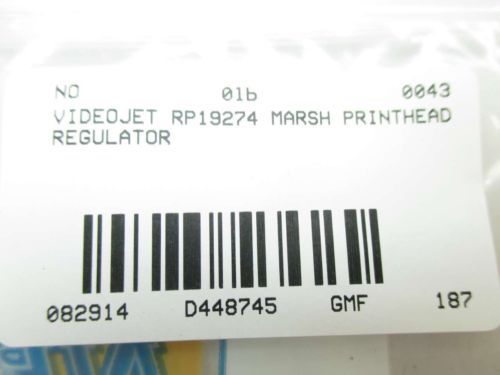 NO 01b 0043
VIDEOJET RP19274 MARSH PRINTHEAD
REGULATOR
082914 D448745 GMF 187